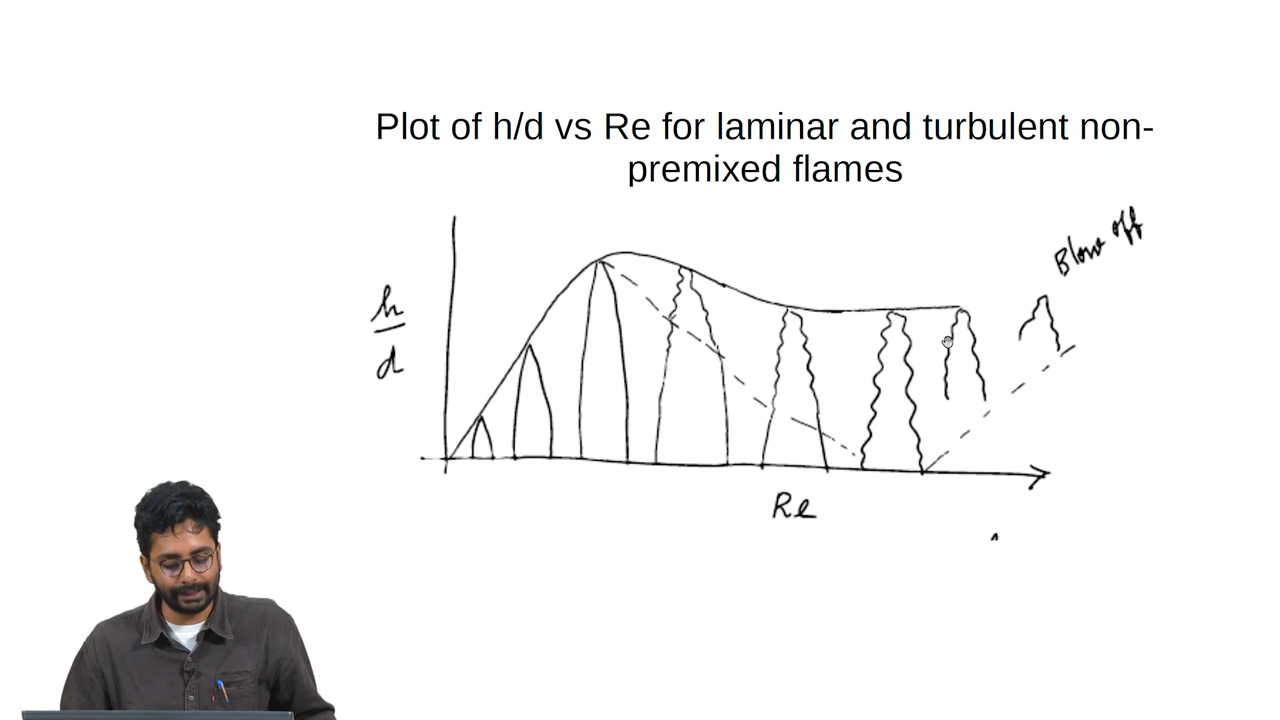 Plot of h/d vs Re for laminar and turbulent non-
premixed flames
Blow off
h
d
Re